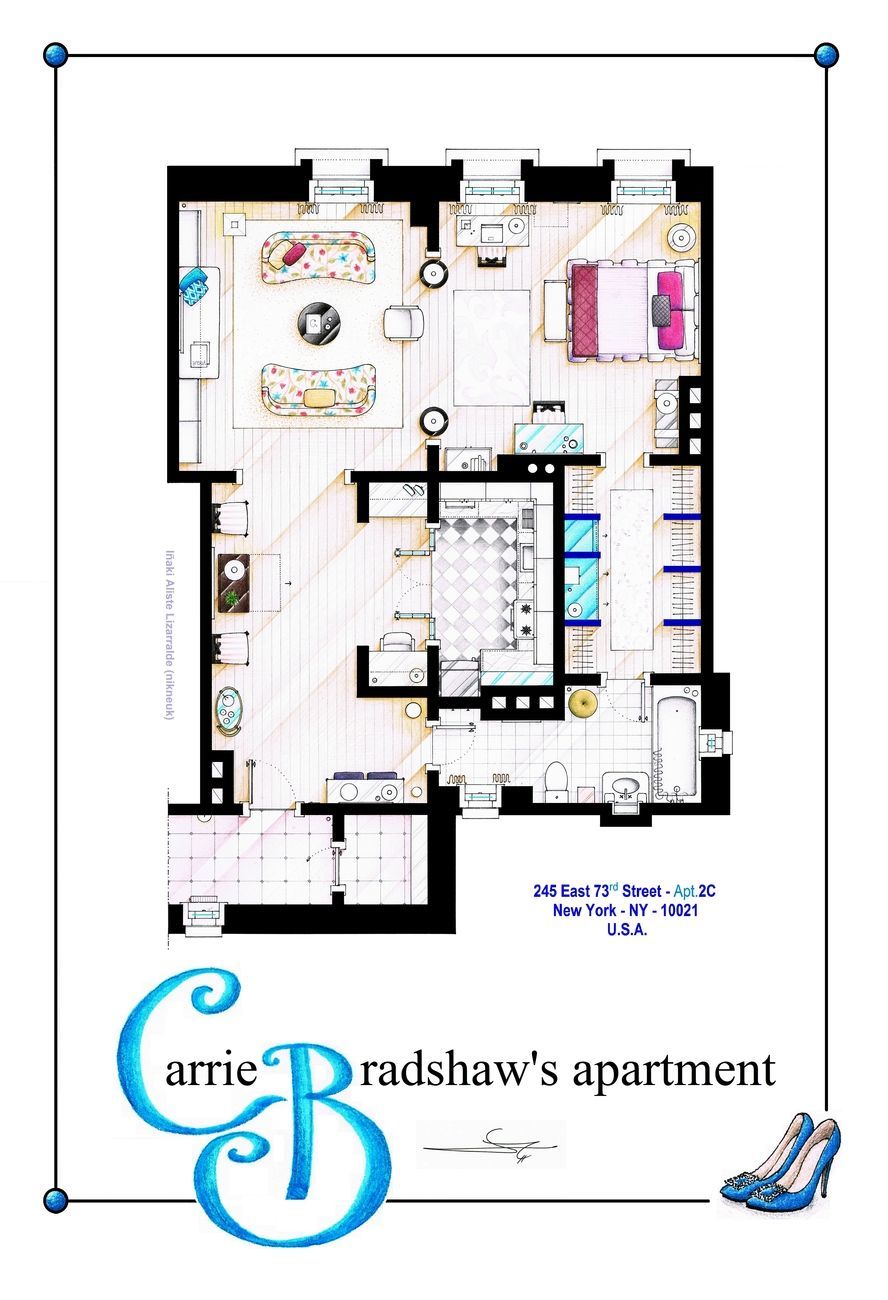 Iñaki Aliste Lizarralde (nikneuk)
245 East 73rd Street - Apt.2C
New York - NY - 10021
U.S.A.
Carrie Bradshaw's apartment